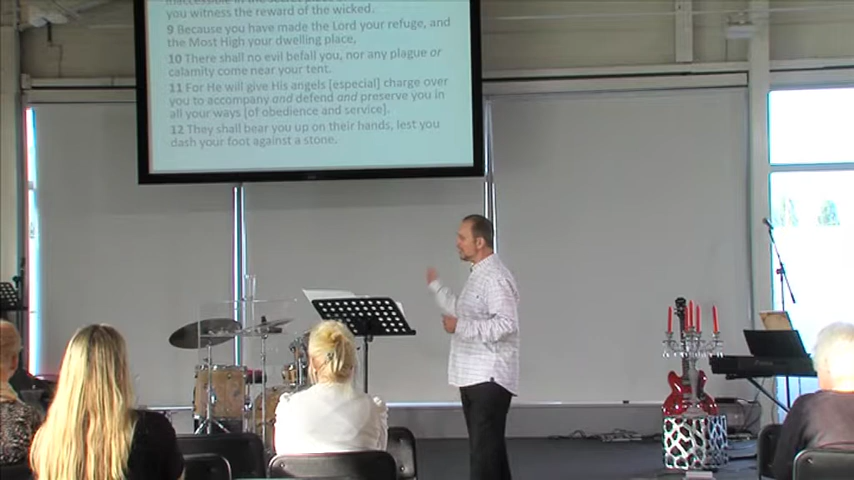 you witness the reward of the wicked.
9 Because you have made the Lord your refuge, and
the Most High your dwelling place,
10 There shall no evil befall you, nor any plague or
calamity come near your tent.
11 For He will give His angels [especial] charge over
you to accompany and defend and preserve you in
all your ways [of obedience and service].
12 They shall bear you up on their hands, lest you
dash your foot against a stone.